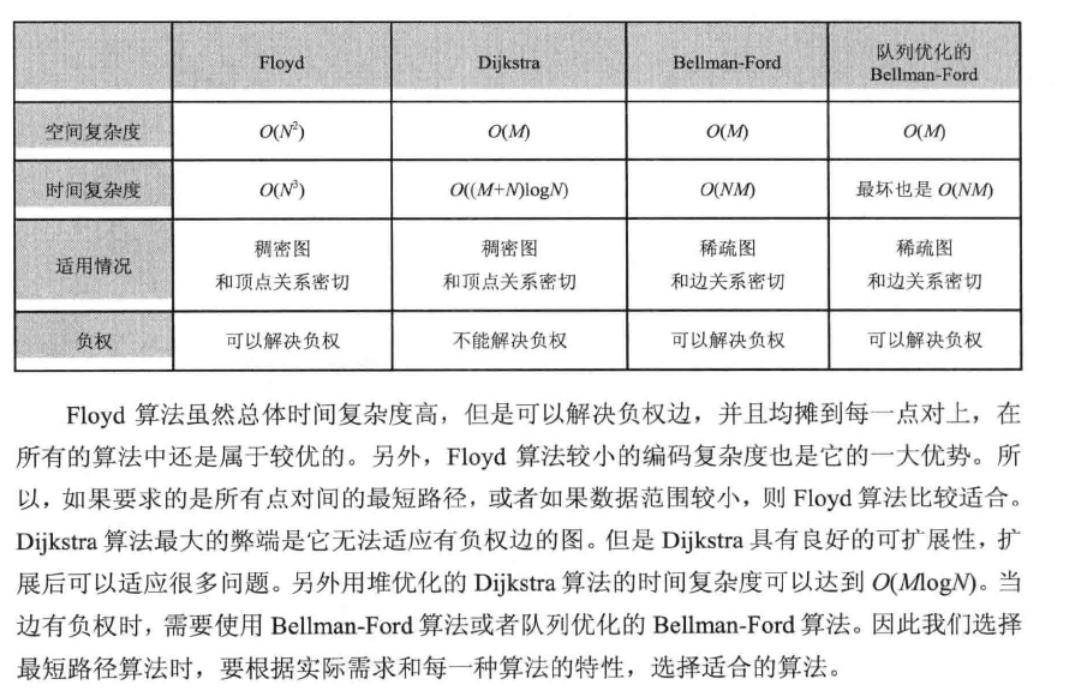 Floyd Dijkstra Bellman-Ford 队列优化的
Bellman-Ford
空间复杂度 O(N²) O(M) O(M) O(M)
时间复杂度 O(N³) O((M+N)logN) O(NM) 最坏也是 O(NM)
适用情况 稠密图 稠密图 稀疏图 稀疏图
和顶点关系密切 和顶点关系密切 和边关系密切 和边关系密切
负权 可以解决负权 不能解决负权 可以解决负权 可以解决负权
Floyd 算法虽然总体时间复杂度高，但是可以解决负权边，并且均摊到每一点对上，在
所有的算法中还是属于较优的。另外，Floyd 算法较小的编码复杂度也是它的一大优势。所
以，如果要求的是所有点对间的最短路径，或者如果数据范围较小，则 Floyd 算法比较适合。
Dijkstra 算法最大的弊端是它无法适应有负权边的图。但是 Dijkstra 具有良好的可扩展性，扩
展后可以适应很多问题。另外用堆优化的 Dijkstra 算法的时间复杂度可以达到 O(MlogN)。当
边有负权时，需要使用 Bellman-Ford 算法或者队列优化的 Bellman-Ford 算法。因此我们选择
最短路径算法时，要根据实际需求和每一种算法的特性，选择适合的算法。